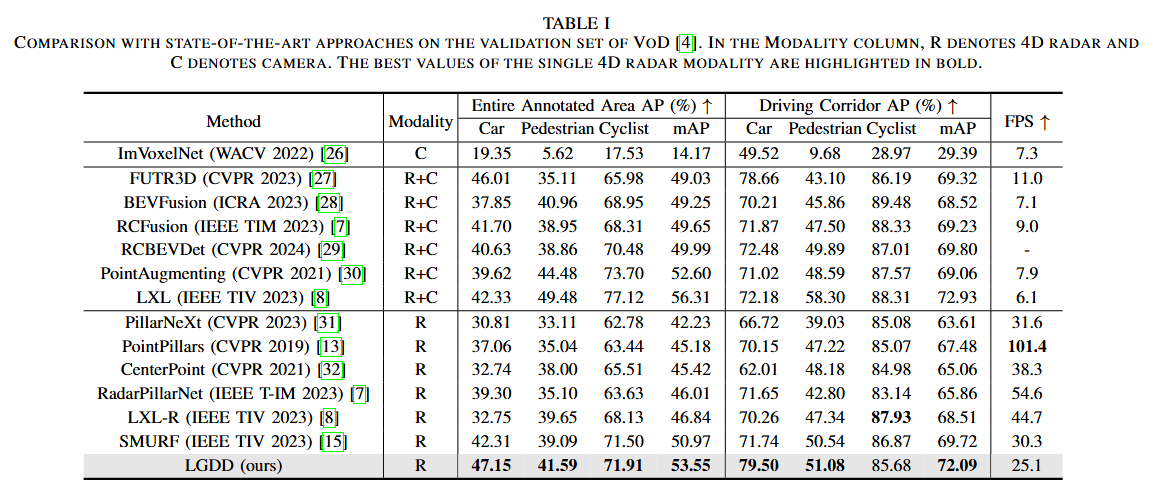 TABLE I
COMPARISON WITH STATE-OF-THE-ART APPROACHES ON THE VALIDATION SET OF VOD [4]. IN THE MODALITY COLUMN, R DENOTES 4D RADAR AND
C DENOTES CAMERA. THE BEST VALUES OF THE SINGLE 4D RADAR MODALITY ARE HIGHLIGHTED IN BOLD.
Method Modality Entire Annotated Area AP (%) ↑ Driving Corridor AP (%) ↑ FPS ↑
Car Pedestrian Cyclist mAP Car Pedestrian Cyclist mAP
ImVoxelNet (WACV 2022) [26] C 19.35 5.62 17.53 14.17 49.52 9.68 28.97 29.39 7.3
FUTR3D (CVPR 2023) [27] R+C 46.01 35.11 65.98 49.03 78.66 43.10 86.19 69.32 11.0
BEVFusion (ICRA 2023) [28] R+C 37.85 40.96 68.95 49.25 70.21 45.86 89.48 68.52 7.1
RCFusion (IEEE TIM 2023) [7] R+C 41.70 38.95 68.31 49.65 71.87 47.50 88.33 69.23 9.0
RCBEVDet (CVPR 2024) [29] R+C 40.63 38.86 70.48 49.99 72.48 49.89 87.01 69.80 -
PointAugmenting (CVPR 2021) [30] R+C 39.62 44.48 73.70 52.60 71.02 48.59 87.57 69.06 7.9
LXL (IEEE TIV 2023) [8] R+C 42.33 49.48 77.12 56.31 72.18 58.30 88.31 72.93 6.1
PillarNeXt (CVPR 2023) [31] R 30.81 33.11 62.78 42.23 66.72 39.03 85.08 63.61 31.6
PointPillars (CVPR 2019) [13] R 37.06 35.04 63.44 45.18 70.15 47.22 85.07 67.48 101.4
CenterPoint (CVPR 2021) [32] R 32.74 38.00 65.51 45.42 62.01 48.18 84.98 65.06 38.3
RadarPillarNet (IEEE T-IM 2023) [7] R 39.30 35.10 63.63 46.01 71.65 42.80 83.14 65.86 54.6
LXL-R (IEEE TIV 2023) [8] R 32.75 39.65 68.13 46.84 70.26 47.34 87.93 68.51 44.7
SMURF (IEEE TIV 2023) [15] R 42.31 39.09 71.50 50.97 71.74 50.54 86.87 69.72 30.3
LGDD (ours) R 47.15 41.59 71.91 53.55 79.50 51.08 85.68 72.09 25.1